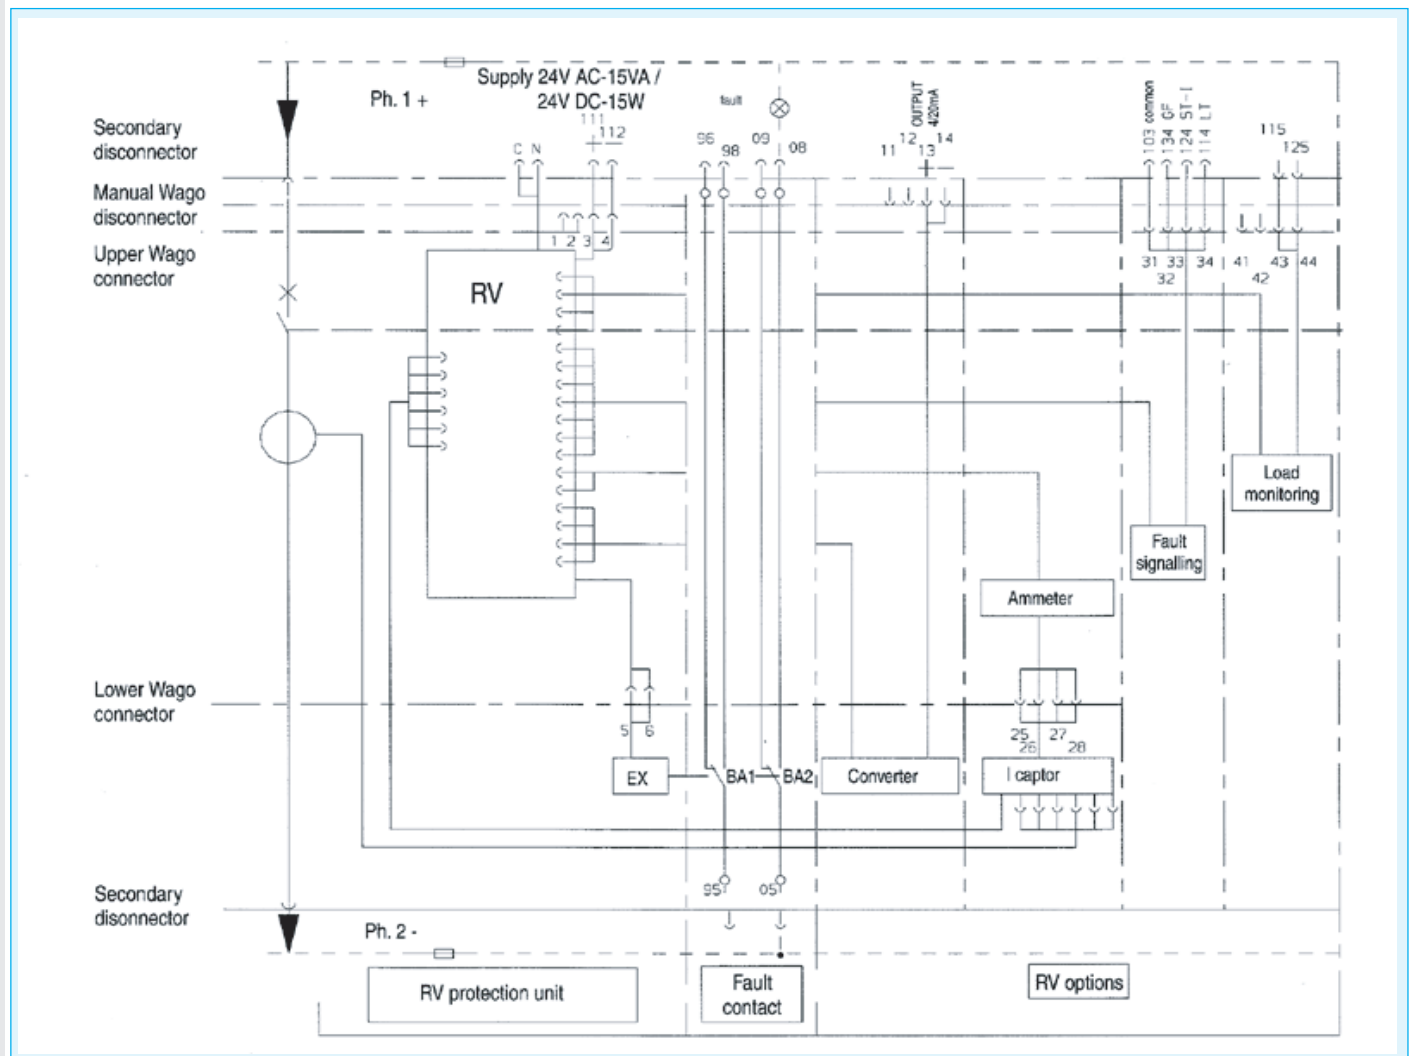 Supply 24V AC-15VA /
24V DC-15W
Ph. 1 +
fault
OUTPUT
4/20mA
103 common
134 GF
124 ST-I
114 LT
111
112
115
125
Secondary
disconnector
C N
96
98
09
08
11
12
13
14
Manual Wago
disconnector
1 2 3 4
Upper Wago
connector
31
33
34
41
43
44
32
42
RV
Load
monitoring
Fault
signalling
Ammeter
Lower Wago
connector
5 6
25
27
26
28
EX
BA1
BA2
Converter
I captor
95
05
Secondary
disonnector
Ph. 2 -
RV protection unit
Fault
contact
RV options